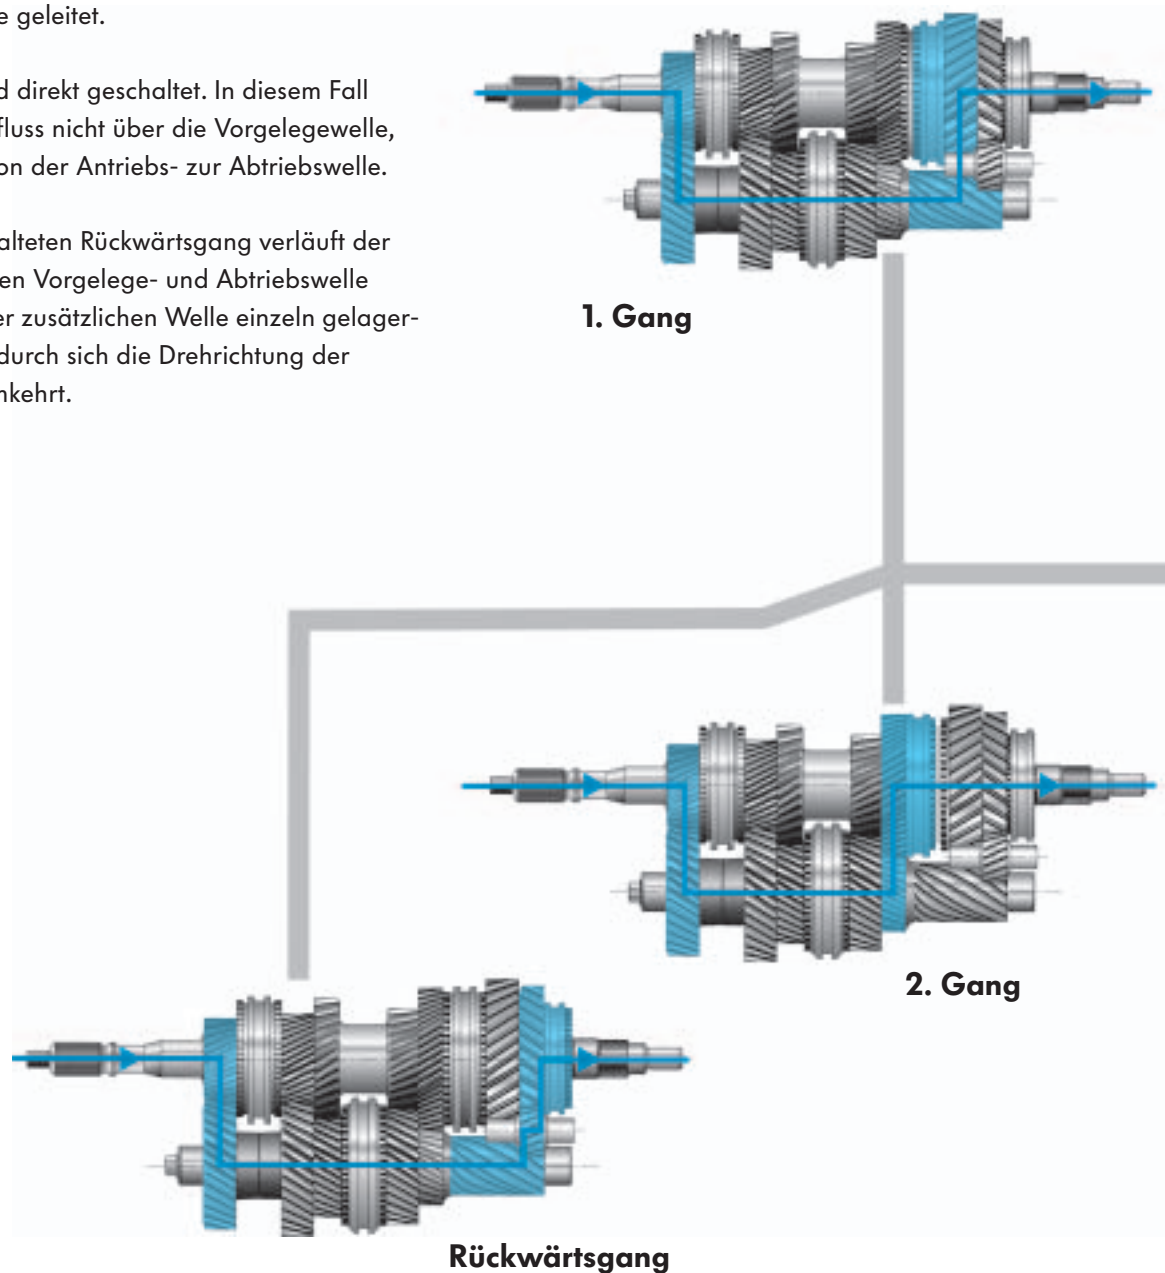 e geleitet.
d direkt geschaltet. In diesem Fall
fluss nicht über die Vorgelegewelle,
on der Antriebs- zur Abtriebswelle.
alteten Rückwärtsgang verläuft der
en Vorgelege- und Abtriebswelle
er zusätzlichen Welle einzeln gelager-
durch sich die Drehrichtung der
nkehrt.
1. Gang
2. Gang
Rückwärtsgang